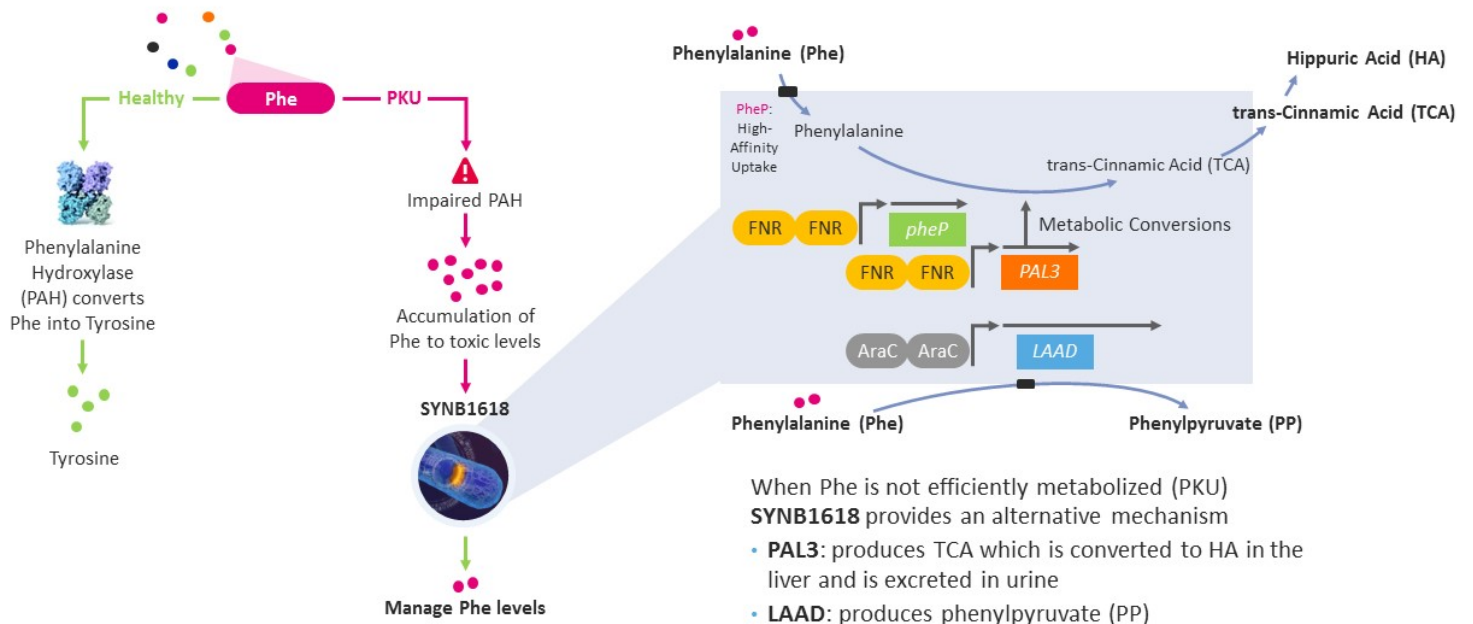 Healthy
Phe
PKU
Phenylalanine
Hydroxylase
(PAH) converts
Phe into Tyrosine
Tyrosine
Impaired PAH
Accumulation of
Phe to toxic levels
SYNB1618
Manage Phe levels
Phenylalanine (Phe)
PheP:
High-
Affinity
Uptake
Phenylalanine
trans-Cinnamic Acid (TCA)
trans-Cinnamic Acid (TCA)
Hippuric Acid (HA)
FNR FNR pheP
Metabolic Conversions
FNR FNR PAL3
AraC AraC LAAD
Phenylalanine (Phe)
Phenylpyruvate (PP)
When Phe is not efficiently metabolized (PKU)
SYNB1618 provides an alternative mechanism
• PAL3: produces TCA which is converted to HA in the
liver and is excreted in urine
• LAAD: produces phenylpyruvate (PP)